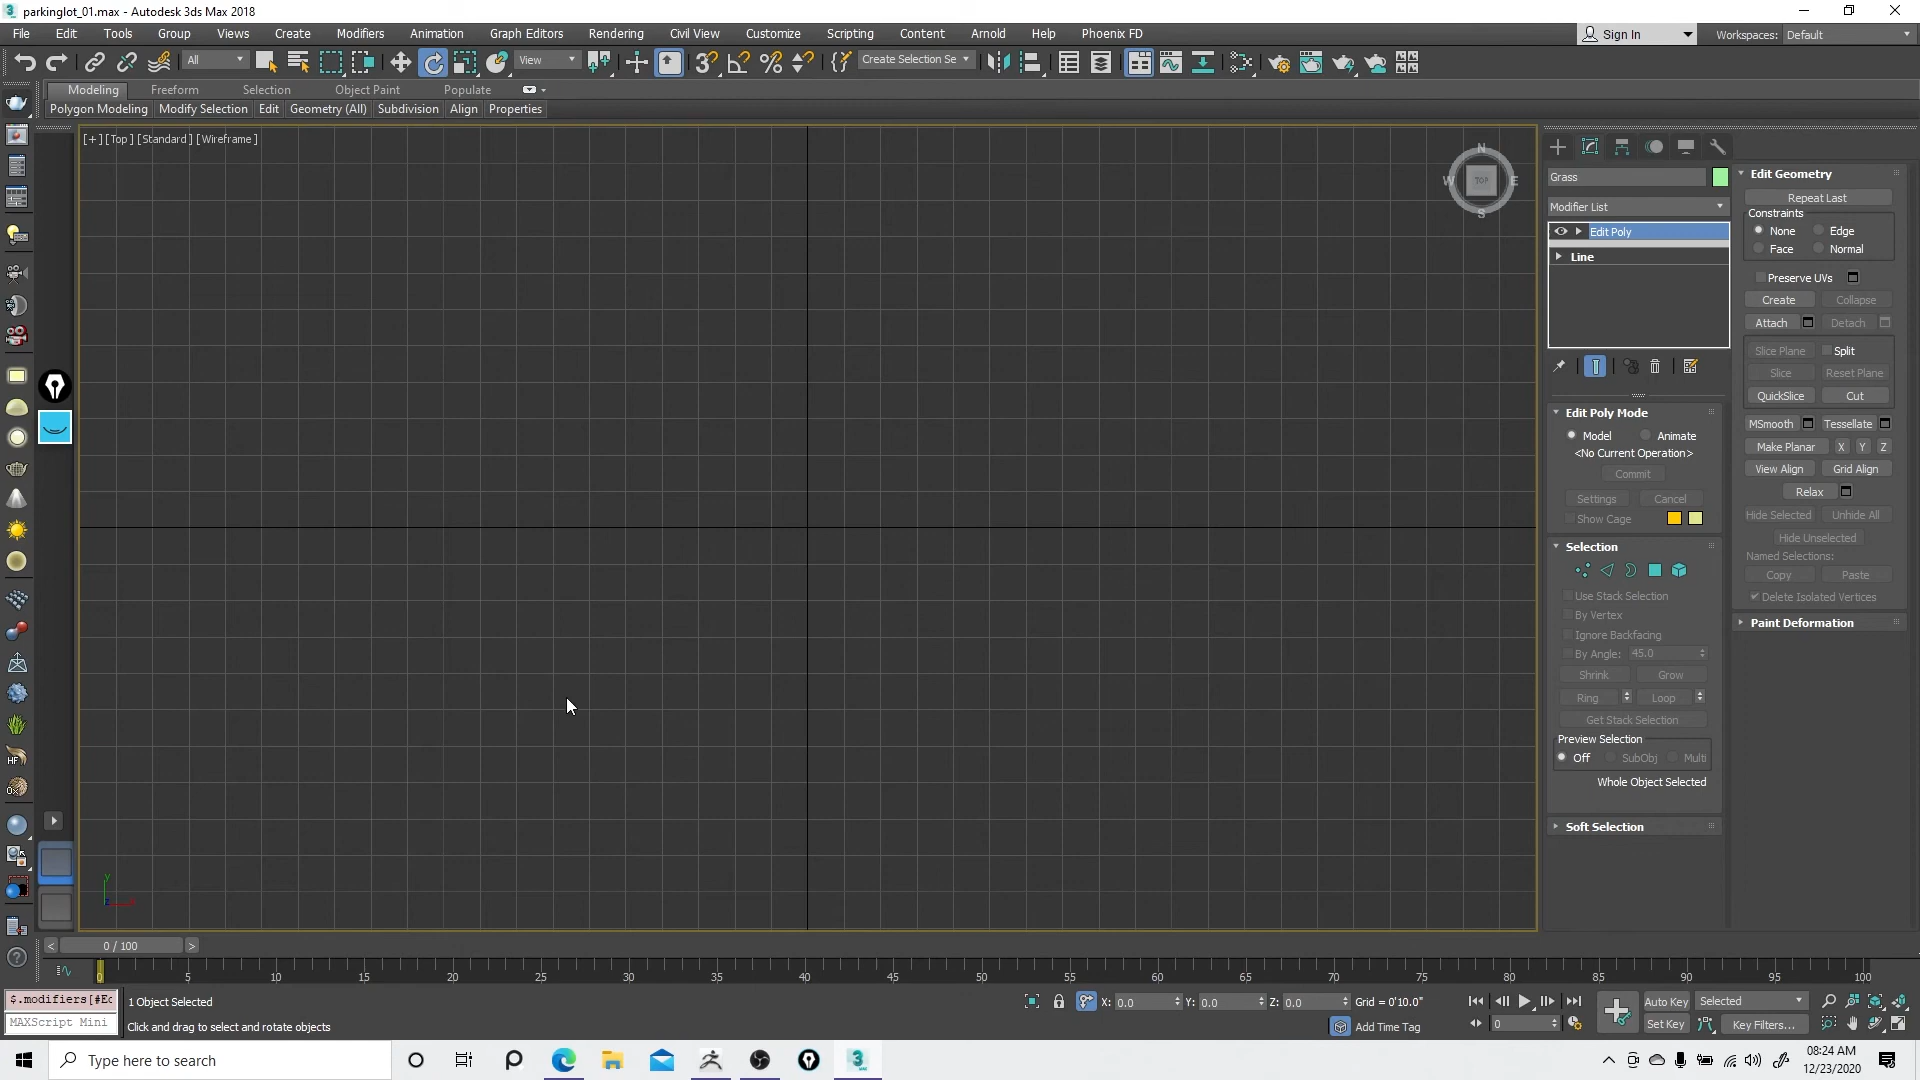 parkinglot_01.max - Autodesk 3ds Max 2018
File Edit Tools Group Views Create Modifiers Animation Graph Editors Rendering Civil View Customize Scripting Content Arnold Help Phoenix FD
Sign In
Workspaces: Default
All
View
Create Selection Se
Modeling Freeform Selection Object Paint Populate
Polygon Modeling Modify Selection Edit Geometry (All) Subdivision Align Properties
[+] [Top] [Standard] [Wireframe]
N
W TOP E
S
Grass
Modifier List
Edit Poly
Line
Edit Poly Mode
Model Animate
<No Current Operation>
Commit
Settings Cancel
Show Cage
Selection
Use Stack Selection
By Vertex
Ignore Backfacing
By Angle: 45.0
Shrink Grow
Ring Loop
Get Stack Selection
Preview Selection
Off SubObj Multi
Whole Object Selected
Soft Selection
Edit Geometry
Repeat Last
Constraints
None Edge
Face Normal
Preserve UVs
Create Collapse
Attach Detach
Slice Plane Split
Slice Reset Plane
QuickSlice Cut
MSmooth Tessellate
Make Planar X Y Z
View Align Grid Align
Relax
Hide Selected Unhide All
Hide Unselected
Named Selections:
Copy Paste
Delete Isolated Vertices
Paint Deformation
y
< 0 / 100 >
0 5 10 15 20 25 30 35 40 45 50 55 60 65 70 75 80 85 90 95 100
$.modifiers[#Ec
MAXScript Mini
1 Object Selected
Click and drag to select and rotate objects
X: 0.0 Y: 0.0 Z: 0.0 Grid = 0'10.0"
Add Time Tag
0
Auto Key Selected
Set Key Key Filters...
Type here to search
08:24 AM
12/23/2020